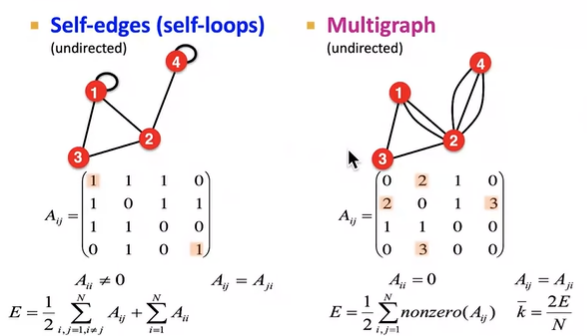 Self-edges (self-loops)
(undirected)
4
1
2
3
A_ij = ( 1 1 1 0
1 0 1 1
1 1 0 0
0 1 0 1 )
A_ii ≠ 0 A_ij = A_ji
E = 1/2 ∑_{i,j=1,i≠j}^{N} A_ij + ∑_{i=1}^{N} A_ii
Multigraph
(undirected)
4
1
2
3
A_ij = ( 0 2 1 0
2 0 1 3
1 1 0 0
0 3 0 0 )
A_ii = 0 A_ij = A_ji
E = 1/2 ∑_{i,j=1}^{N} nonzero(A_ij) k̅ = 2E/N